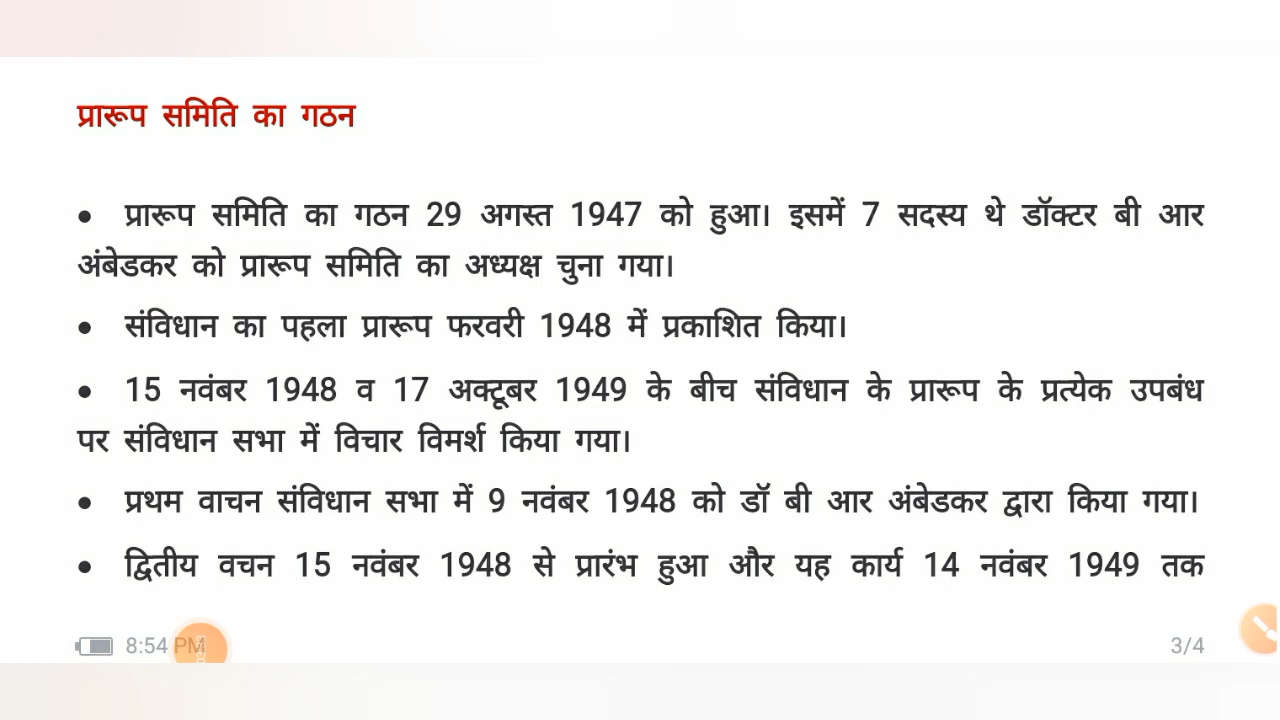 प्रारूप समिति का गठन
• प्रारूप समिति का गठन 29 अगस्त 1947 को हुआ। इसमें 7 सदस्य थे डॉक्टर बी आर
अंबेडकर को प्रारूप समिति का अध्यक्ष चुना गया।
• संविधान का पहला प्रारूप फरवरी 1948 में प्रकाशित किया।
• 15 नवंबर 1948 व 17 अक्टूबर 1949 के बीच संविधान के प्रारूप के प्रत्येक उपबंध
पर संविधान सभा में विचार विमर्श किया गया।
• प्रथम वाचन संविधान सभा में 9 नवंबर 1948 को डॉ बी आर अंबेडकर द्वारा किया गया।
• द्वितीय वचन 15 नवंबर 1948 से प्रारंभ हुआ और यह कार्य 14 नवंबर 1949 तक
8:54 PM
3/4